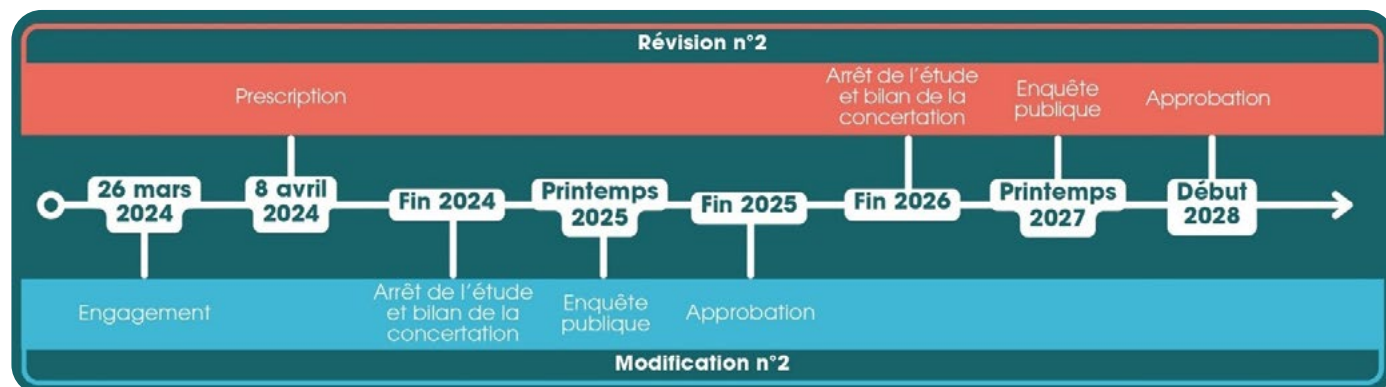 Révision n°2
Prescription
Arrêt de l'étude
et bilan de la
concertation
Enquête
publique
Approbation
26 mars
2024
8 avril
2024
Fin 2024
Printemps
2025
Fin 2025
Fin 2026
Printemps
2027
Début
2028
Engagement
Arrêt de l'étude
et bilan de la
concertation
Enquête
publique
Approbation
Modification n°2